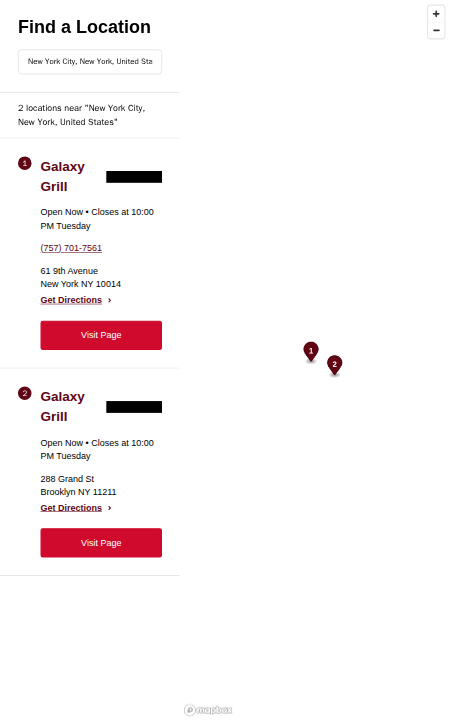 Find a Location
+
−
New York City, New York, United Sta
2 locations near "New York City,
New York, United States"
1
Galaxy
Grill
Open Now • Closes at 10:00
PM Tuesday
(757) 701-7561
61 9th Avenue
New York NY 10014
Get Directions ›
Visit Page
2
Galaxy
Grill
Open Now • Closes at 10:00
PM Tuesday
288 Grand St
Brooklyn NY 11211
Get Directions ›
Visit Page
1
2
mapbox